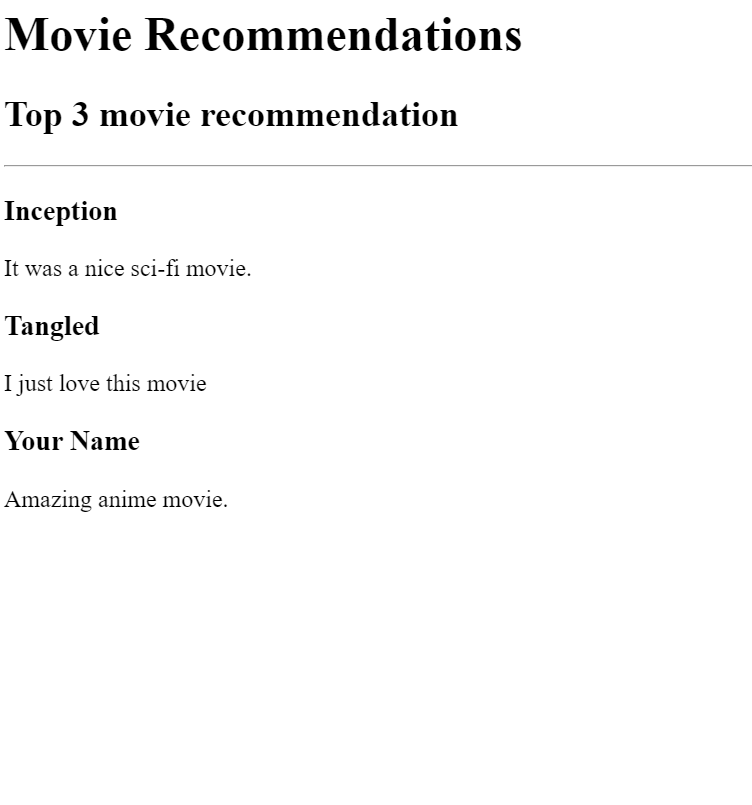 Movie Recommendations
Top 3 movie recommendation
Inception
It was a nice sci-fi movie.
Tangled
I just love this movie
Your Name
Amazing anime movie.